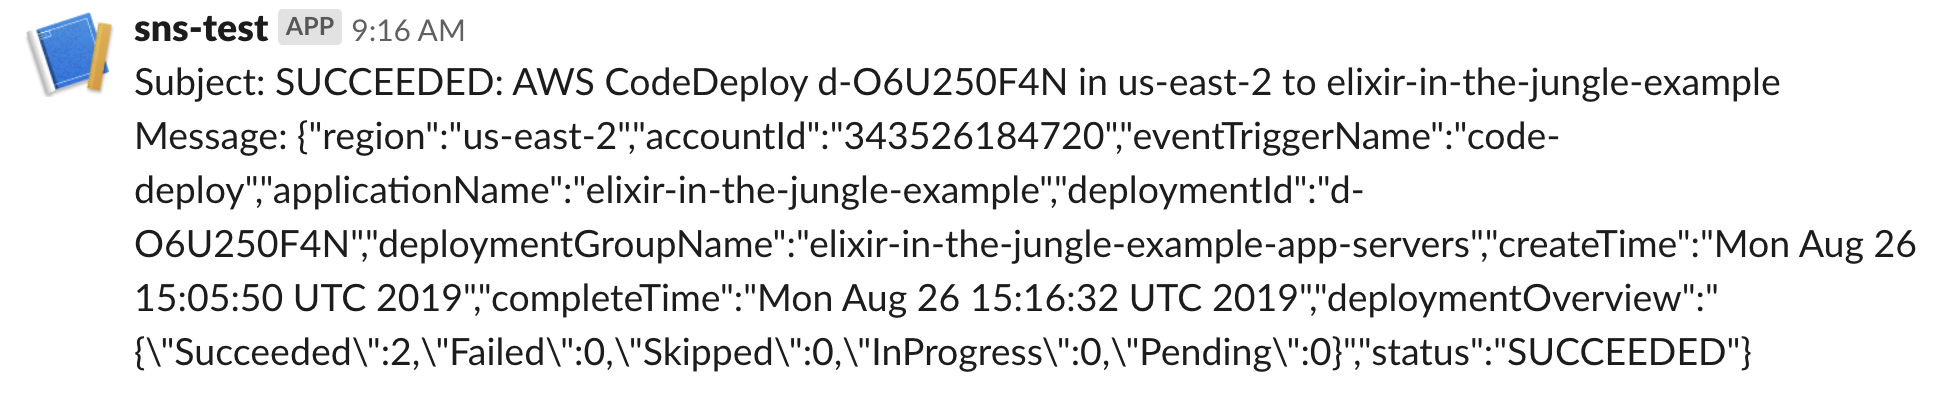 sns-test APP 9:16 AM
Subject: SUCCEEDED: AWS CodeDeploy d-O6U250F4N in us-east-2 to elixir-in-the-jungle-example
Message: {"region":"us-east-2","accountId":"343526184720","eventTriggerName":"code-
deploy","applicationName":"elixir-in-the-jungle-example","deploymentId":"d-
O6U250F4N","deploymentGroupName":"elixir-in-the-jungle-example-app-servers","createTime":"Mon Aug 26
15:05:50 UTC 2019","completeTime":"Mon Aug 26 15:16:32 UTC 2019","deploymentOverview":"
{\"Succeeded\":2,\"Failed\":0,\"Skipped\":0,\"InProgress\":0,\"Pending\":0}","status":"SUCCEEDED"}